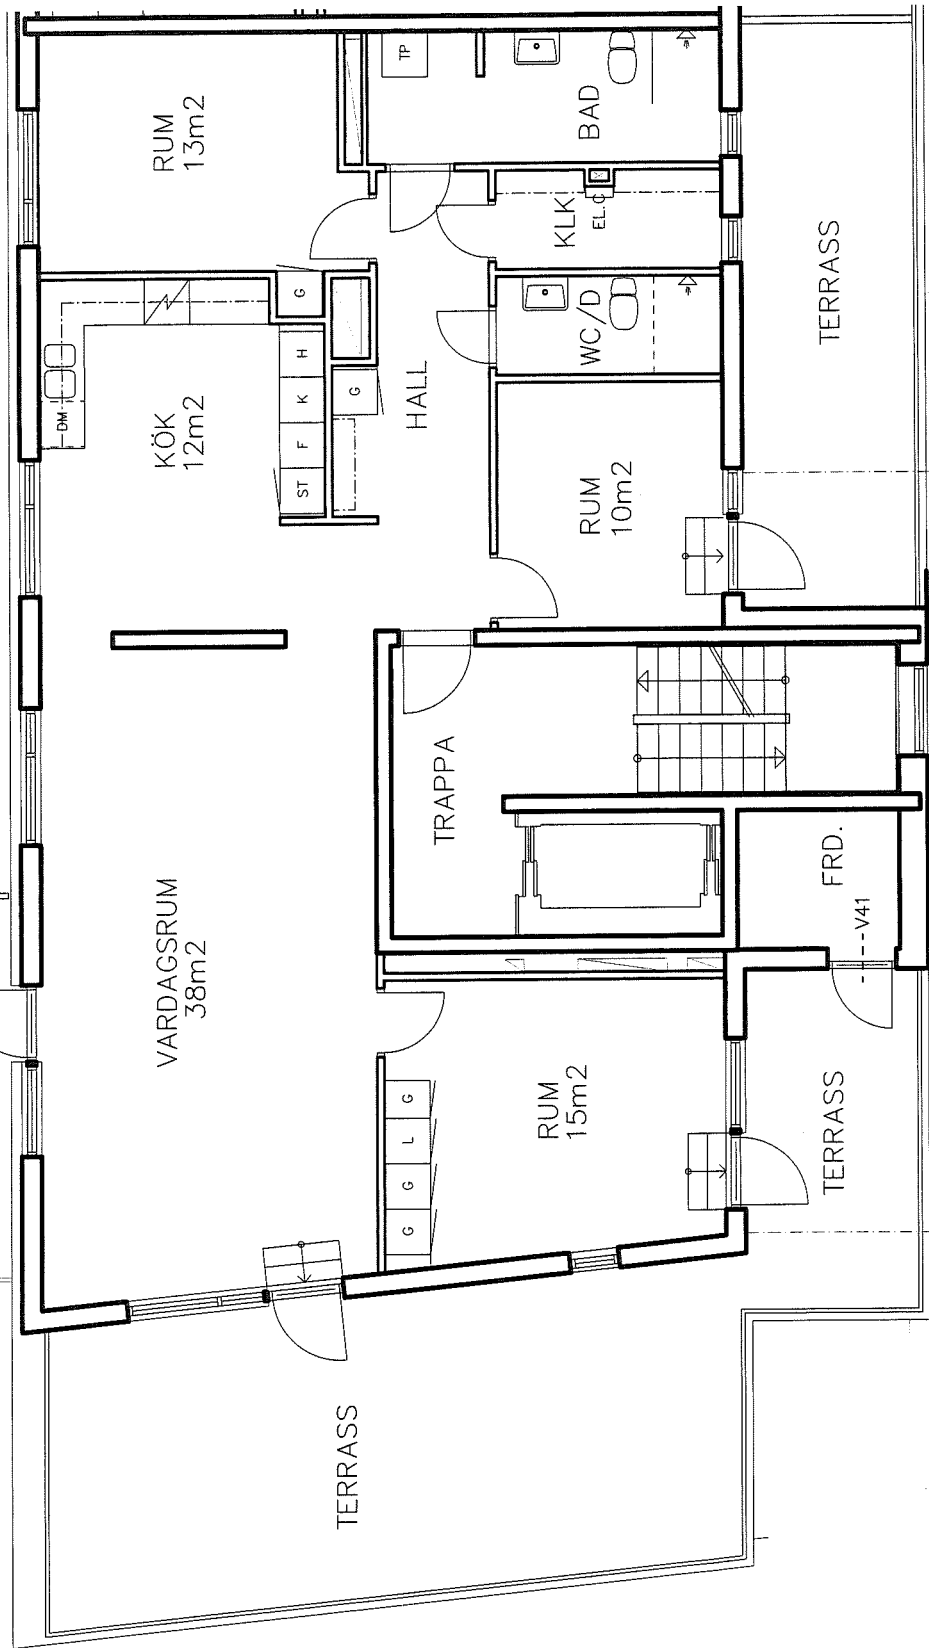 RUM
13m2
TP
BAD
KLK
EL.C
G
WC/D
TERRASS
DM
KÖK
12m2
H
K
F
ST
G
HALL
RUM
10m2
TRAPPA
VARDAGSRUM
38m2
FRD.
V41
G
L
G
G
RUM
15m2
TERRASS
TERRASS